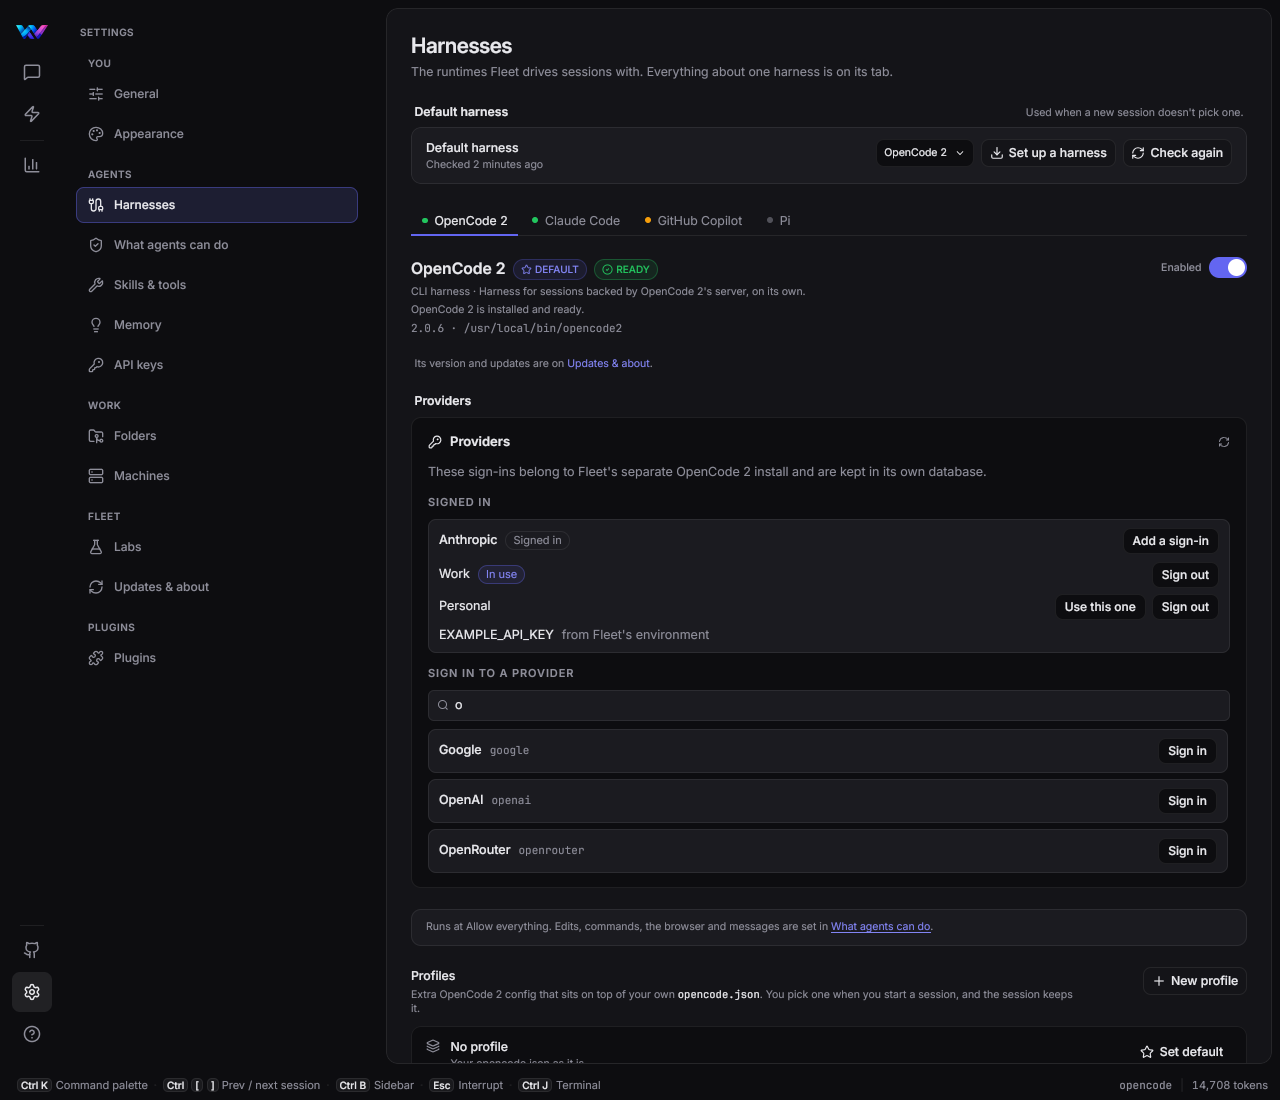 SETTINGS
YOU
General
Appearance
AGENTS
Harnesses
What agents can do
Skills & tools
Memory
API keys
WORK
Folders
Machines
FLEET
Labs
Updates & about
PLUGINS
Plugins
Harnesses
The runtimes Fleet drives sessions with. Everything about one harness is on its tab.
Default harness
Used when a new session doesn't pick one.
Default harness
Checked 2 minutes ago
OpenCode 2
Set up a harness
Check again
OpenCode 2
Claude Code
GitHub Copilot
Pi
OpenCode 2 DEFAULT READY
Enabled
CLI harness · Harness for sessions backed by OpenCode 2's server, on its own.
OpenCode 2 is installed and ready.
2.0.6 · /usr/local/bin/opencode2
Its version and updates are on Updates & about.
Providers
Providers
These sign-ins belong to Fleet's separate OpenCode 2 install and are kept in its own database.
SIGNED IN
Anthropic Signed in
Add a sign-in
Work In use
Sign out
Personal
Use this one
Sign out
EXAMPLE_API_KEY from Fleet's environment
SIGN IN TO A PROVIDER
o
Google google
Sign in
OpenAI openai
Sign in
OpenRouter openrouter
Sign in
Runs at Allow everything. Edits, commands, the browser and messages are set in What agents can do.
Profiles
Extra OpenCode 2 config that sits on top of your own opencode.json. You pick one when you start a session, and the session keeps
it.
New profile
No profile
Your opencode.json as it is
Set default
Ctrl K Command palette · Ctrl [ ] Prev / next session · Ctrl B Sidebar · Esc Interrupt · Ctrl J Terminal
opencode
14,708 tokens